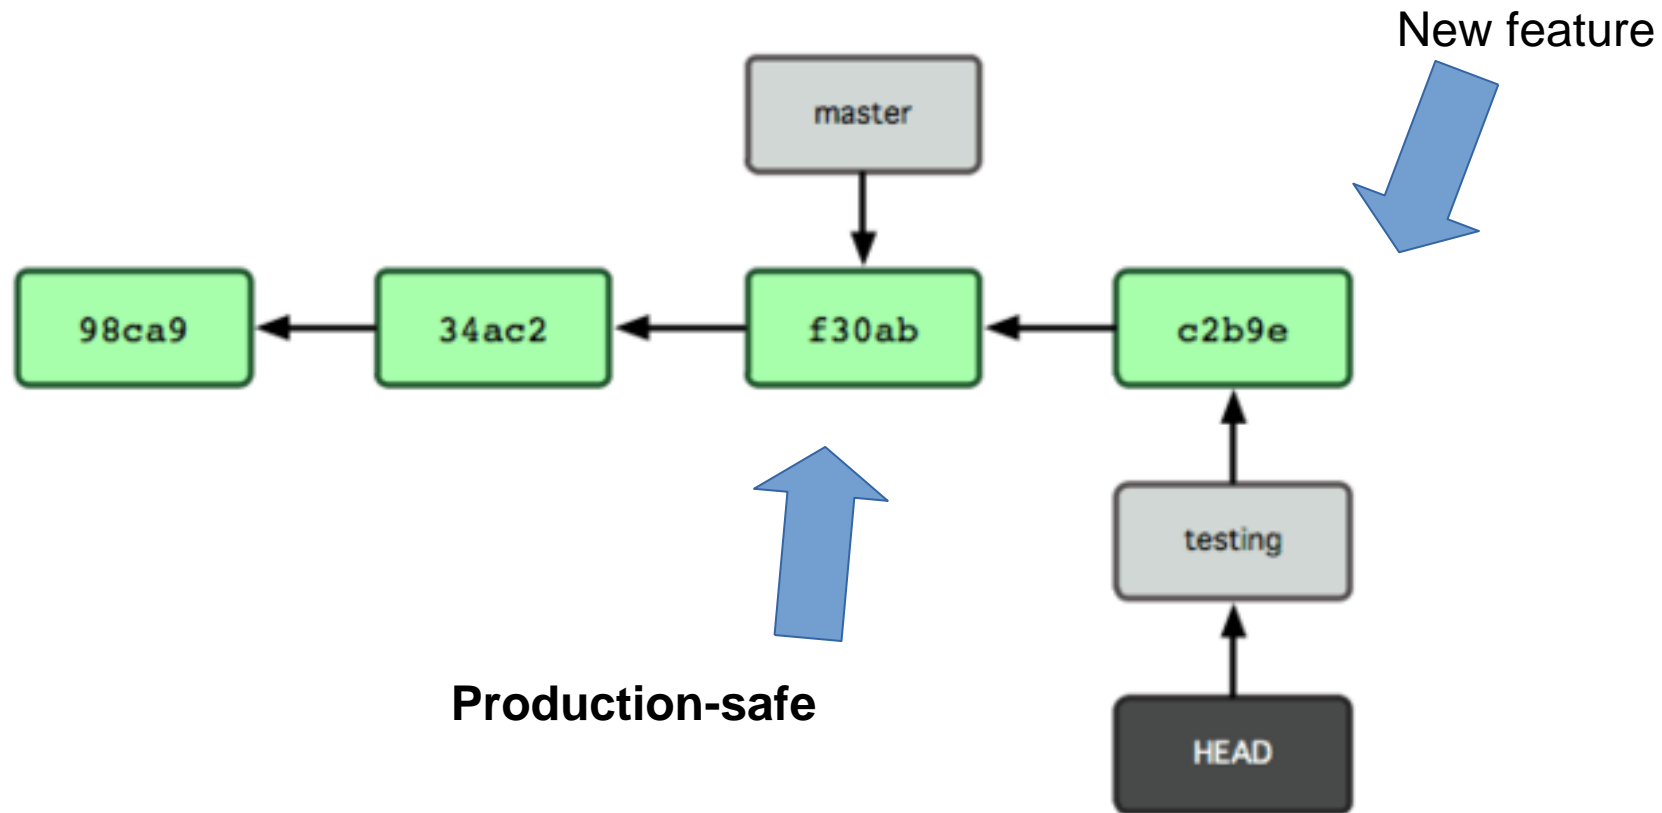 New feature
master
98ca9
34ac2
f30ab
c2b9e
testing
Production-safe
HEAD